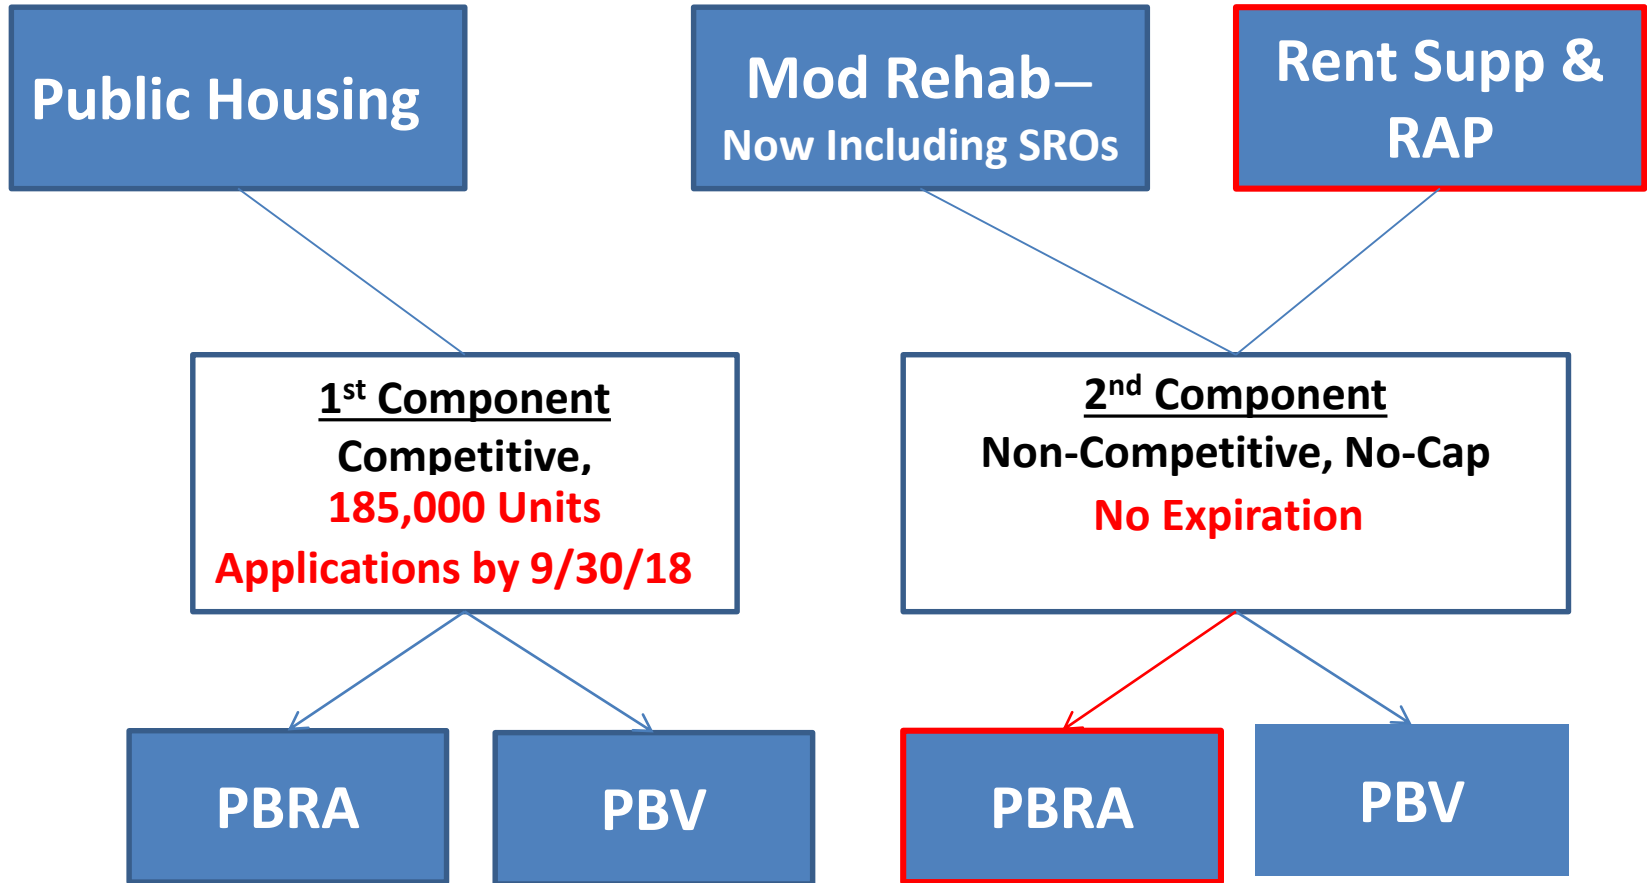 Public Housing
Mod Rehab—
Now Including SROs
Rent Supp &
RAP
1st Component
Competitive,
185,000 Units
Applications by 9/30/18
2nd Component
Non-Competitive, No-Cap
No Expiration
PBRA
PBV
PBRA
PBV